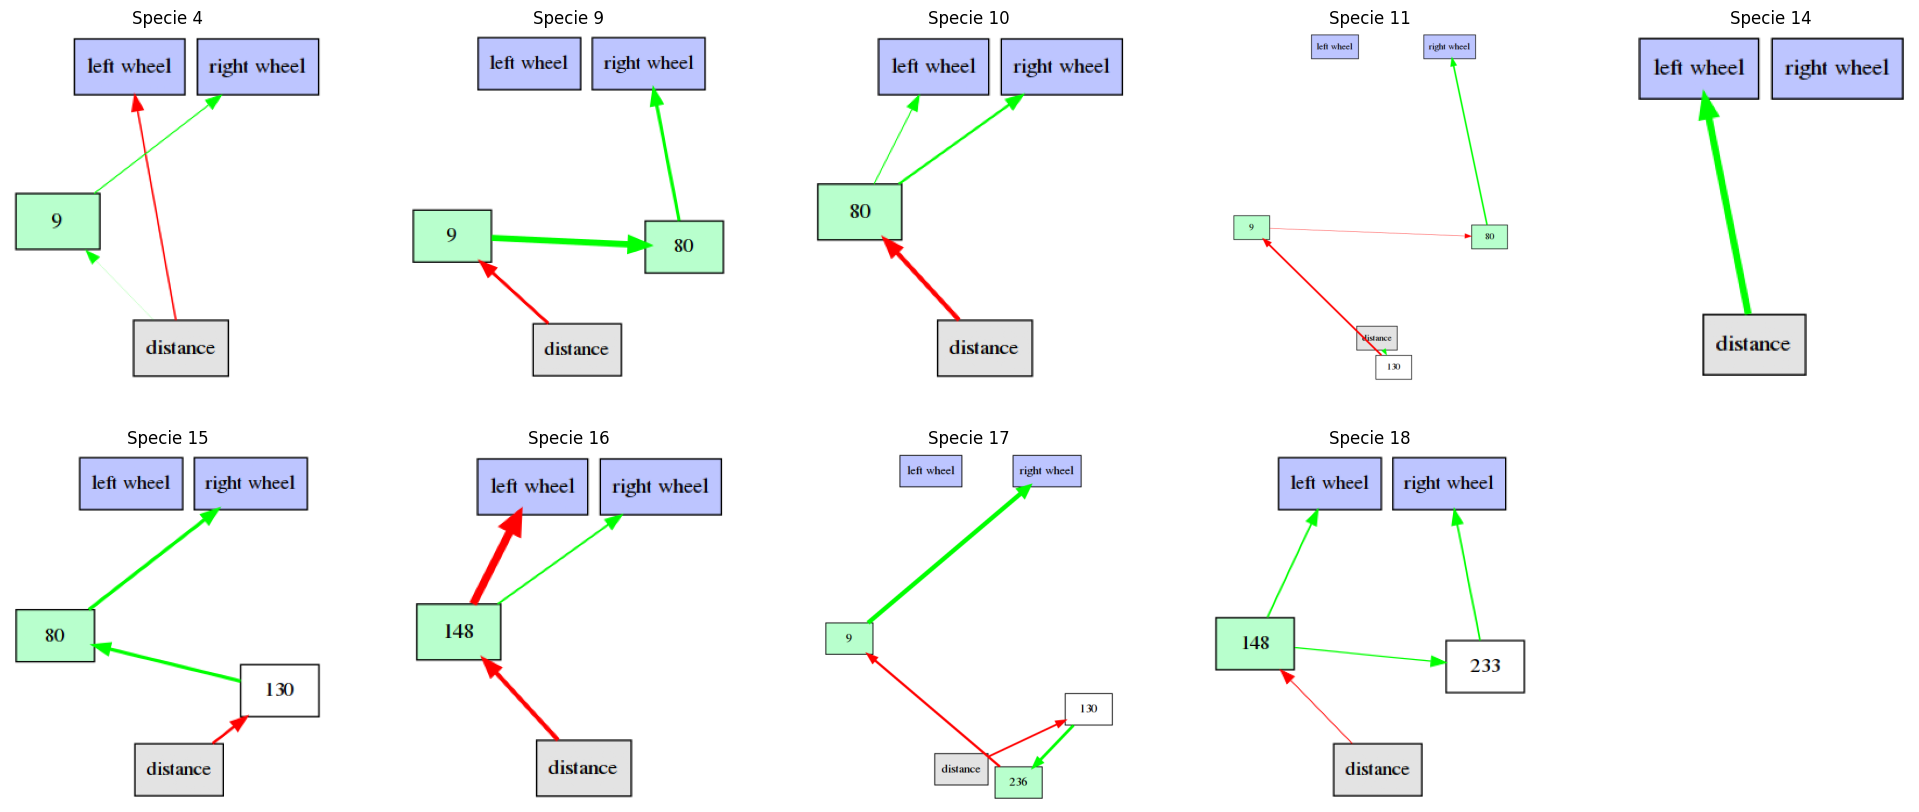 Specie 4
left wheel
right wheel
9
distance
Specie 9
left wheel
right wheel
9
80
distance
Specie 10
left wheel
right wheel
80
distance
Specie 11
left wheel
right wheel
9
80
distance
130
Specie 14
left wheel
right wheel
distance
Specie 15
left wheel
right wheel
80
130
distance
Specie 16
left wheel
right wheel
148
distance
Specie 17
left wheel
right wheel
9
130
distance
236
Specie 18
left wheel
right wheel
148
233
distance